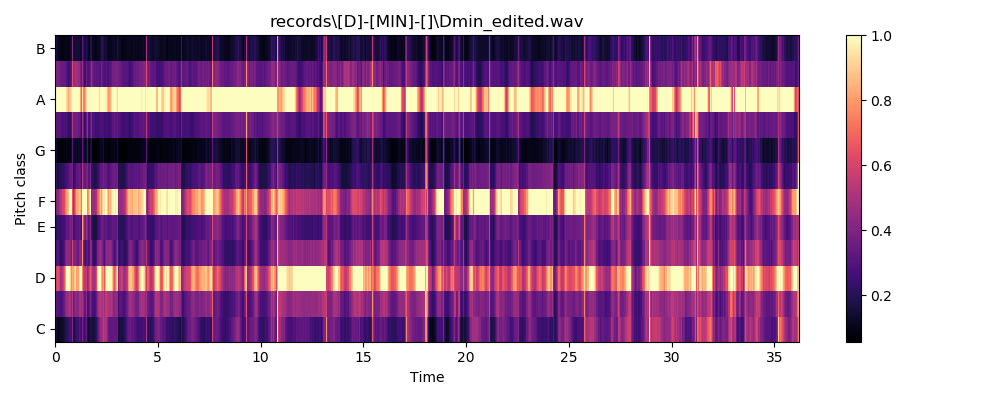 records\[D]-[MIN]-[]\Dmin_edited.wav
Pitch class
B
A
G
F
E
D
C
0 5 10 15 20 25 30 35
Time
1.0
0.8
0.6
0.4
0.2